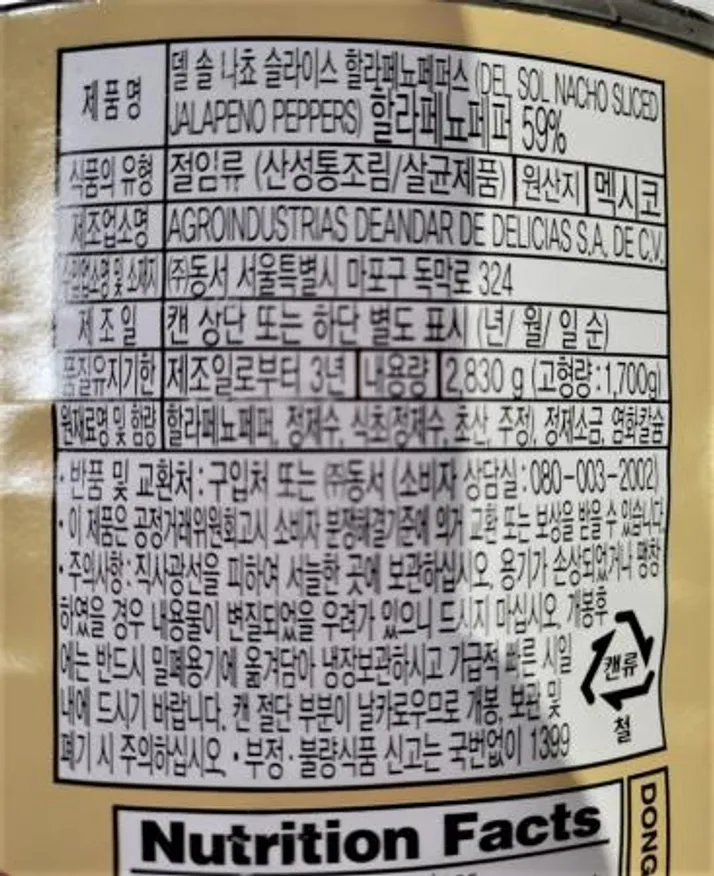 제품명 델 솔 나쵸 슬라이스 할라페뇨페퍼스 (DEL SOL NACHO SLICED
JALAPENO PEPPERS) 할라페뇨페퍼 59%
식품의 유형 절임류 (산성통조림/살균제품) 원산지 멕시코
제조업소명 AGROINDUSTRIAS DEANDAR DE DELICIAS S.A. DE C.V.
수입업소명 및 소재지 ㈜동서 서울특별시 마포구 독막로 324
제조일 캔 상단 또는 하단 별도 표시 (년/ 월/ 일 순)
품질유지기한 제조일로부터 3년 내용량 2,830 g (고형량:1,700g)
원재료명 및 함량 할라페뇨페퍼, 정제수, 식초(정제수, 초산, 주정), 정제소금, 염화칼슘
· 반품 및 교환처 : 구입처 또는 ㈜동서 (소비자 상담실 : 080-003-2002)
· 이 제품은 공정거래위원회고시 소비자 분쟁해결기준에 의거 교환 또는 보상을 받을 수 있습니다.
· 주의사항 : 직사광선을 피하여 서늘한 곳에 보관하십시오. 용기가 손상되었거나 팽창
하였을 경우 내용물이 변질되었을 우려가 있으니 드시지 마십시오. 개봉후
에는 반드시 밀폐용기에 옮겨담아 냉장보관하시고 가급적 빠른 시일
내에 드시기 바랍니다. 캔 절단 부분이 날카로우므로 개봉, 보관 및
폐기 시 주의하십시오 · 부정·불량식품 신고는 국번없이 1399
캔류
철
Nutrition Facts
DONG